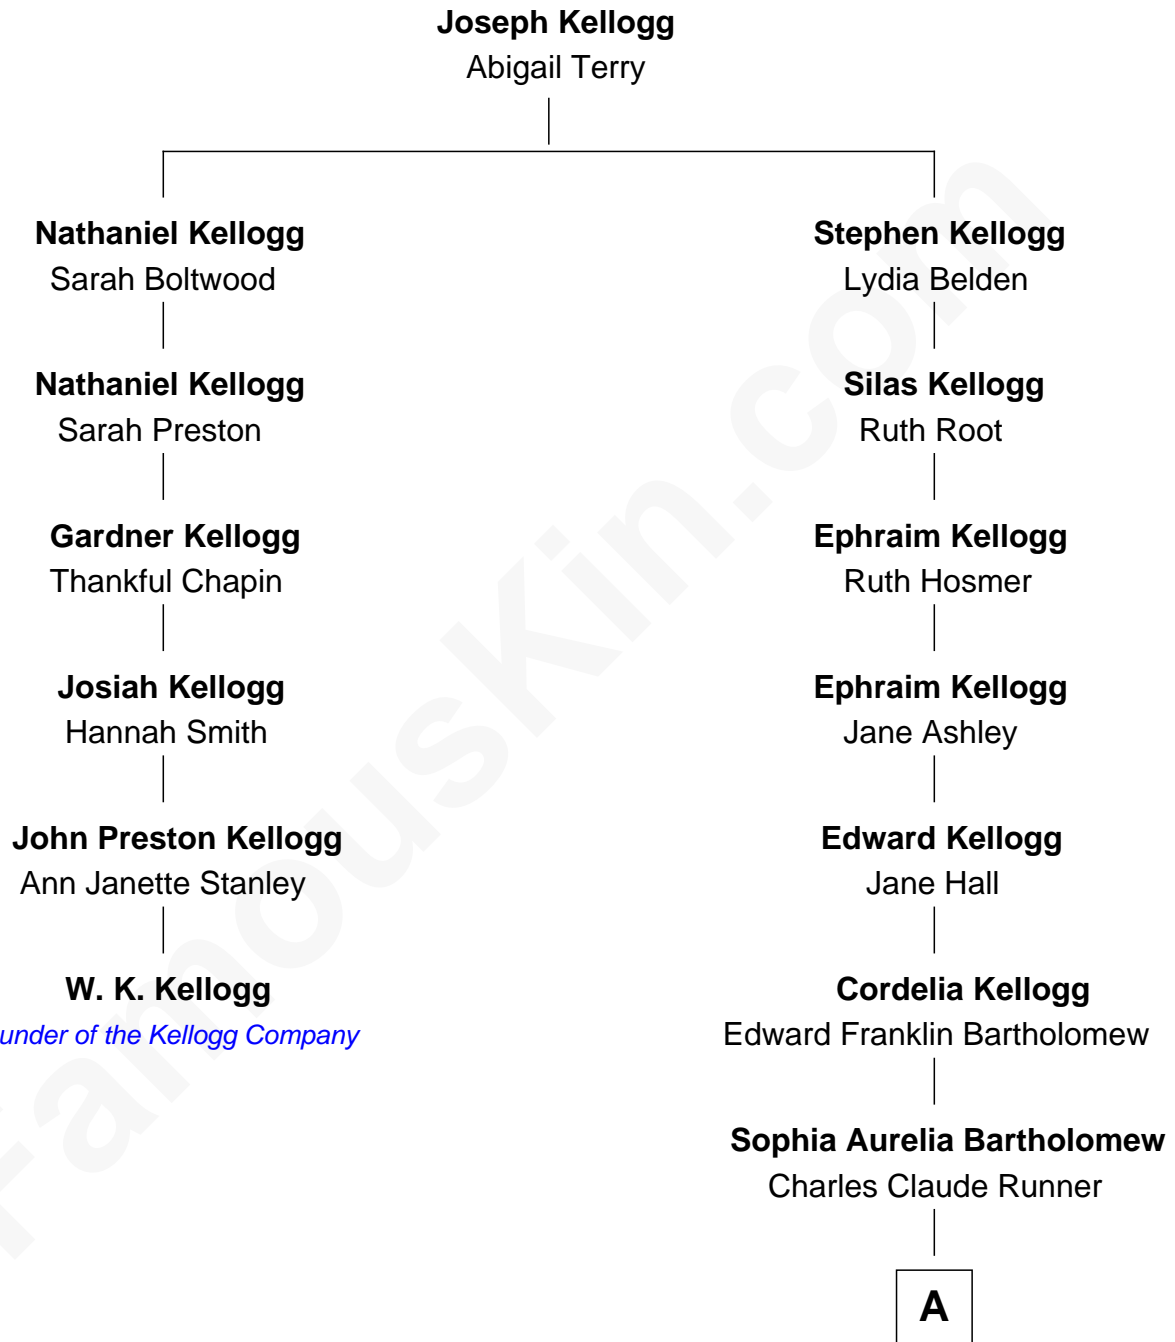 Joseph Kellogg
Abigail Terry
Nathaniel Kellogg
Sarah Boltwood
Stephen Kellogg
Lydia Belden
Nathaniel Kellogg
Sarah Preston
Silas Kellogg
Ruth Root
Gardner Kellogg
Thankful Chapin
Ephraim Kellogg
Ruth Hosmer
Josiah Kellogg
Hannah Smith
Ephraim Kellogg
Jane Ashley
John Preston Kellogg
Ann Janette Stanley
Edward Kellogg
Jane Hall
W. K. Kellogg
under of the Kellogg Company
Cordelia Kellogg
Edward Franklin Bartholomew
Sophia Aurelia Bartholomew
Charles Claude Runner
A
FamousKin.com